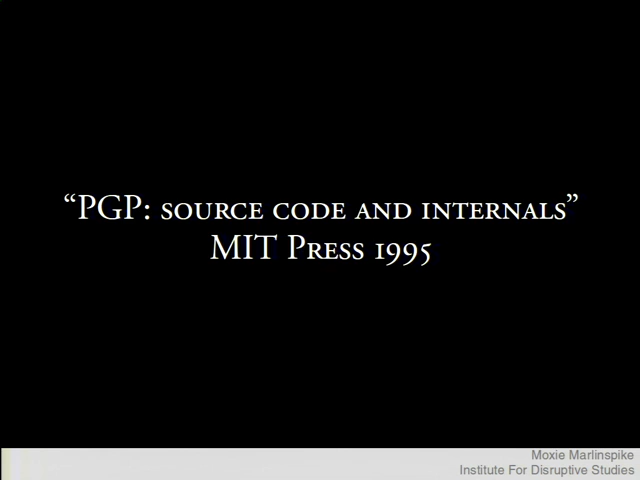 “PGP: source code and internals”
MIT Press 1995
Moxie Marlinspike
Institute For Disruptive Studies